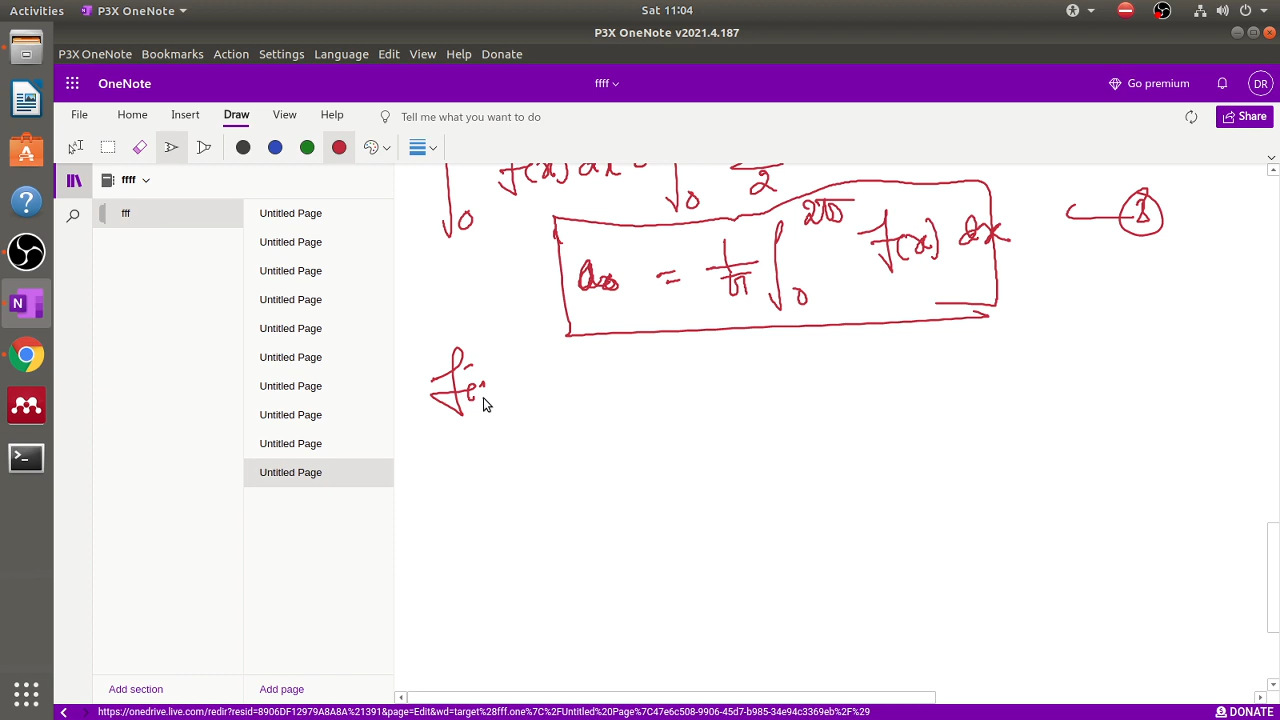 Activities
P3X OneNote
Sat 11:04
P3X OneNote v2021.4.187
P3X OneNote Bookmarks Action Settings Language Edit View Help Donate
OneNote
ffff
Go premium
DR
File Home Insert Draw View Help
Tell me what you want to do
Share
ffff
fff
Untitled Page
Untitled Page
Untitled Page
Untitled Page
Untitled Page
Untitled Page
Untitled Page
Untitled Page
Untitled Page
Untitled Page
∫0 f(x) dx = ∫0 /2
a0 = 1/π ∫0 2π f(x) dx
Add section
Add page
https://onedrive.live.com/redir?resid=8906DF12979A8A8A%21391&page=Edit&wd=target%28fff.one%7C%2FUntitled%20Page%7C47e6c508-9906-45d7-b985-34e94c3369eb%2F%29
DONATE